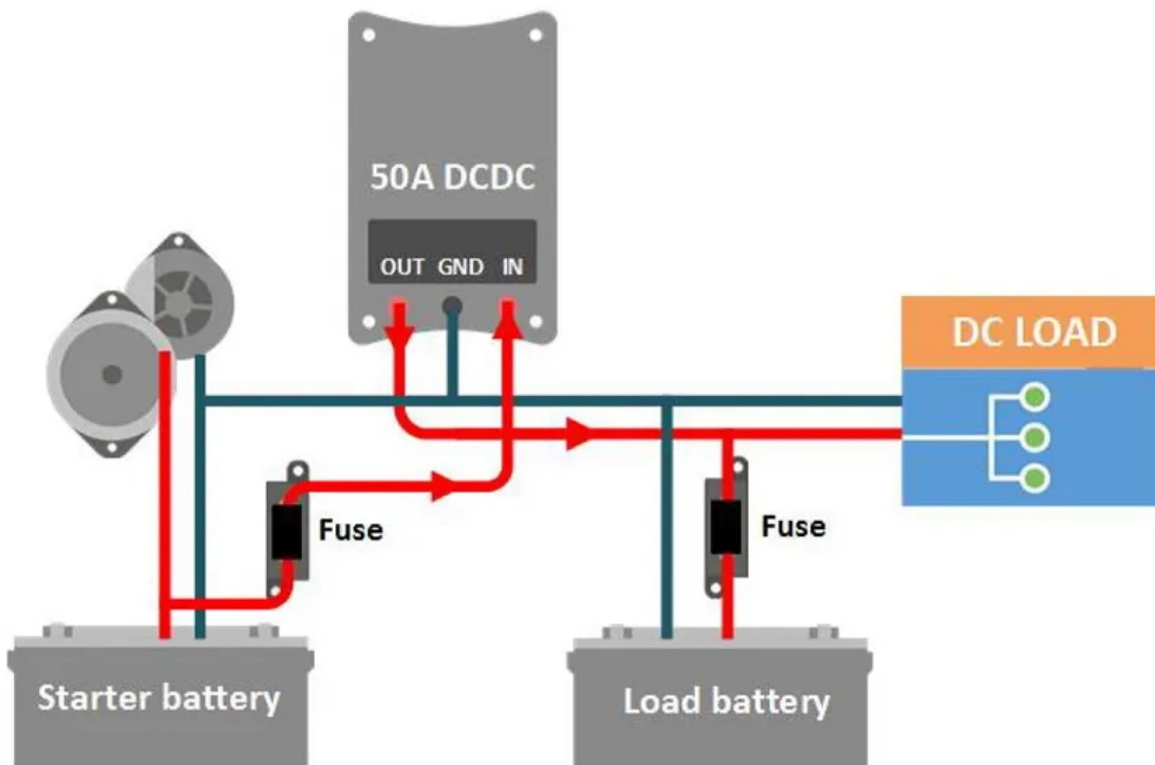 50A DCDC
OUT GND IN
DC LOAD
Fuse
Fuse
Starter battery
Load battery